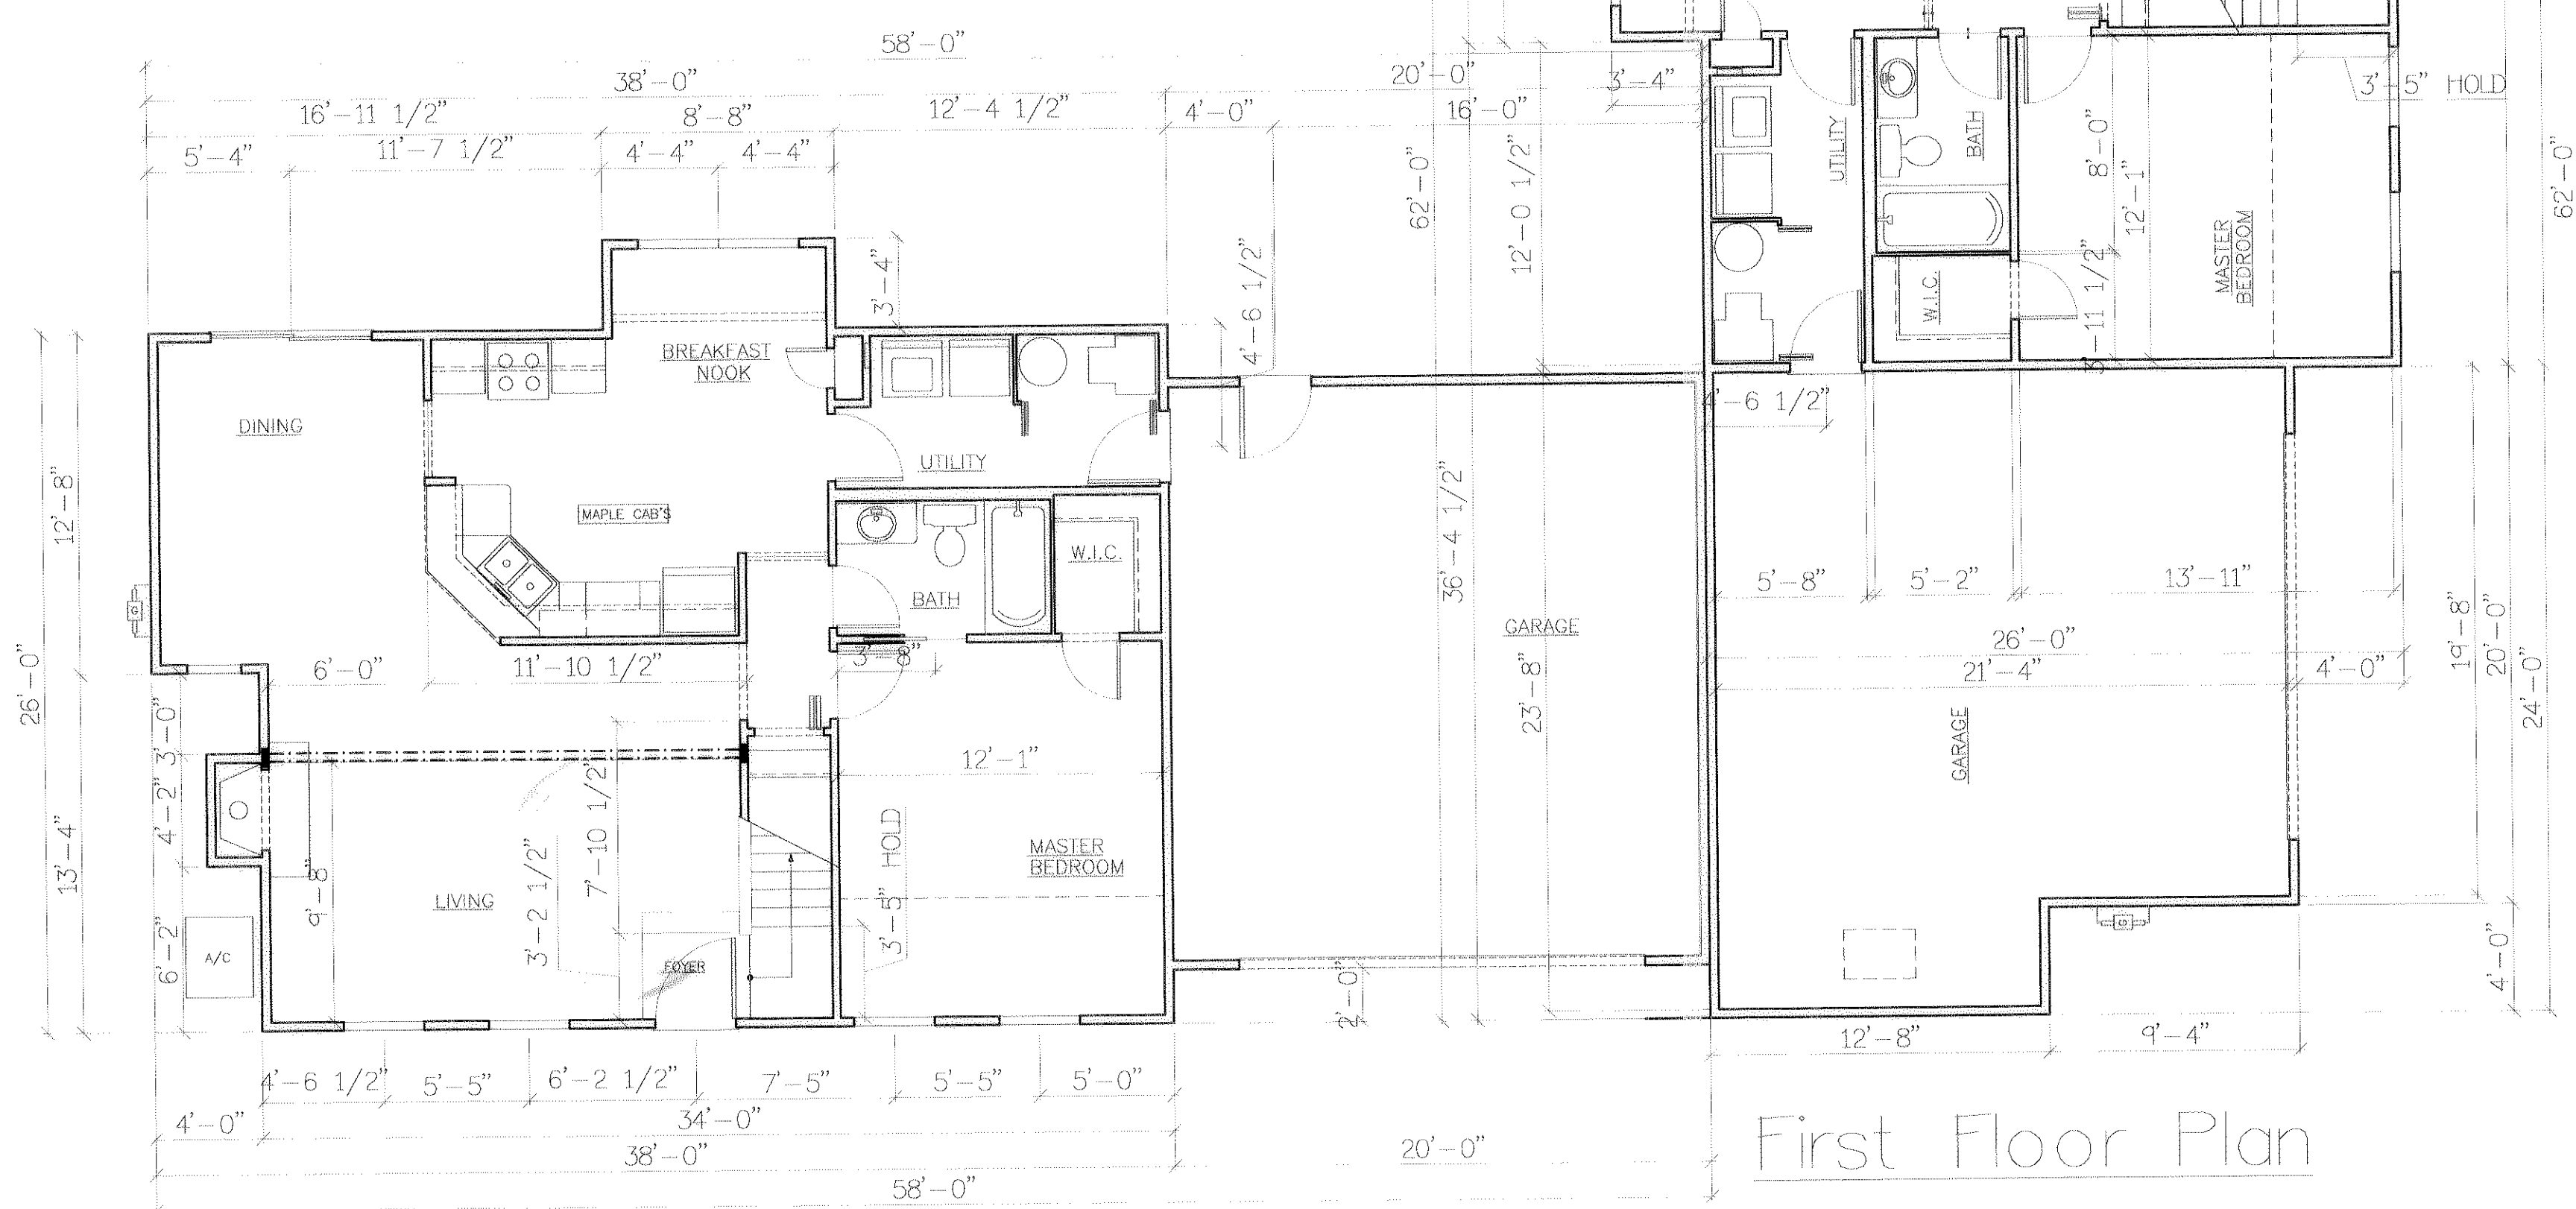 58'-0"
38'-0"
20'-0"
3'-4"
3'-5" HOLD
16'-11 1/2"
8'-8"
12'-4 1/2"
4'-0"
16'-0"
5'-4"
11'-7 1/2"
4'-4"
4'-4"
62'-0"
12'-0 1/2"
UTILITY
BATH
8'-0"
12'-1"
62'-0"
3'-4"
4'-6 1/2"
W.I.C.
3'-11 1/2"
MASTER
BEDROOM
BREAKFAST
NOOK
DINING
UTILITY
4'-6 1/2"
26'-0"
12'-8"
MAPLE CAB'S
W.I.C.
BATH
36'-4 1/2"
G
5'-8"
5'-2"
13'-11"
GARAGE
26'-0"
6'-0"
11'-10 1/2"
3'-8"
23'-8"
21'-4"
4'-0"
19'-8"
20'-0"
24'-0"
3'-0"
12'-1"
GARAGE
4'-2"
13'-4"
9'-8"
7'-10 1/2"
3'-2 1/2"
3'-5" HOLD
MASTER
BEDROOM
LIVING
6'-2"
A/C
FOYER
2'-0"
G
4'-0"
12'-8"
9'-4"
4'-6 1/2"
5'-5"
6'-2 1/2"
7'-5"
5'-5"
5'-0"
4'-0"
34'-0"
38'-0"
20'-0"
58'-0"
First Floor Plan